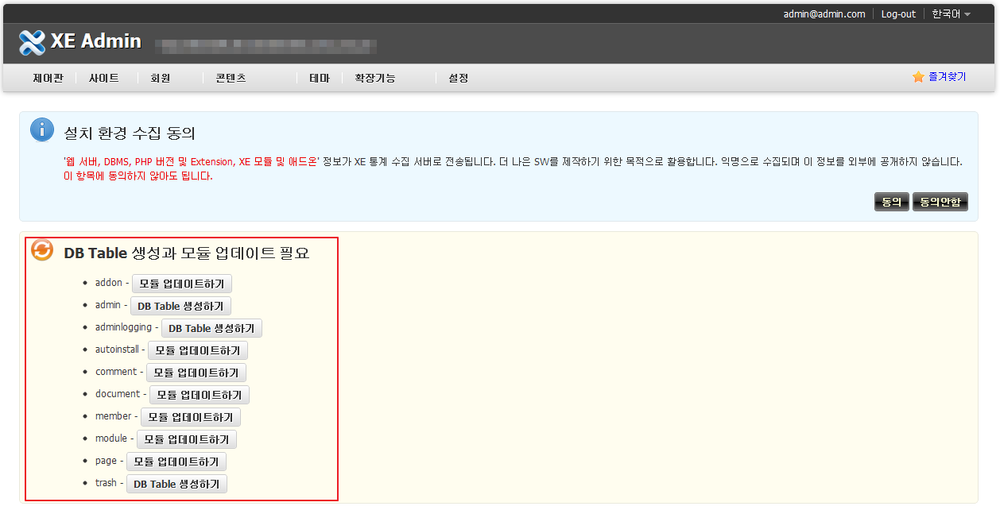 admin@admin.com Log-out 한국어
XE Admin
제어판 사이트 회원 콘텐츠 테마 확장기능 설정 즐겨찾기
설치 환경 수집 동의
'웹 서버, DBMS, PHP 버전 및 Extension, XE 모듈 및 애드온' 정보가 XE 통계 수집 서버로 전송됩니다. 더 나은 SW를 제작하기 위한 목적으로 활용합니다. 익명으로 수집되며 이 정보를 외부에 공개하지 않습니다.
이 항목에 동의하지 않아도 됩니다.
동의 동의안함
DB Table 생성과 모듈 업데이트 필요
• addon - 모듈 업데이트하기
• admin - DB Table 생성하기
• adminlogging - DB Table 생성하기
• autoinstall - 모듈 업데이트하기
• comment - 모듈 업데이트하기
• document - 모듈 업데이트하기
• member - 모듈 업데이트하기
• module - 모듈 업데이트하기
• page - 모듈 업데이트하기
• trash - DB Table 생성하기